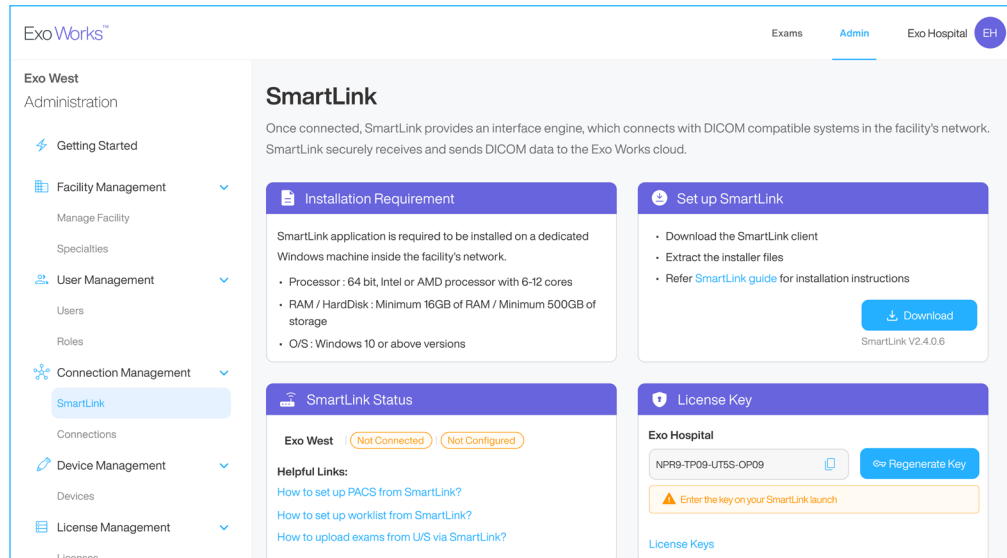 Exo Works™
Exams
Admin
Exo Hospital
EH
Exo West
Administration
Getting Started
Facility Management
Manage Facility
Specialties
User Management
Users
Roles
Connection Management
SmartLink
Connections
Device Management
Devices
License Management
Licenses
SmartLink
Once connected, SmartLink provides an interface engine, which connects with DICOM compatible systems in the facility's network.
SmartLink securely receives and sends DICOM data to the Exo Works cloud.
Installation Requirement
SmartLink application is required to be installed on a dedicated
Windows machine inside the facility's network.
• Processor : 64 bit, Intel or AMD processor with 6-12 cores
• RAM / HardDisk : Minimum 16GB of RAM / Minimum 500GB of
storage
• O/S : Windows 10 or above versions
Set up SmartLink
• Download the SmartLink client
• Extract the installer files
• Refer SmartLink guide for installation instructions
Download
SmartLink V2.4.0.6
SmartLink Status
Exo West | Not Connected | Not Configured
Helpful Links:
How to set up PACS from SmartLink?
How to set up worklist from SmartLink?
How to upload exams from U/S via SmartLink?
License Key
Exo Hospital
NPR9-TP09-UT5S-OP09
Regenerate Key
Enter the key on your SmartLink launch
License Keys